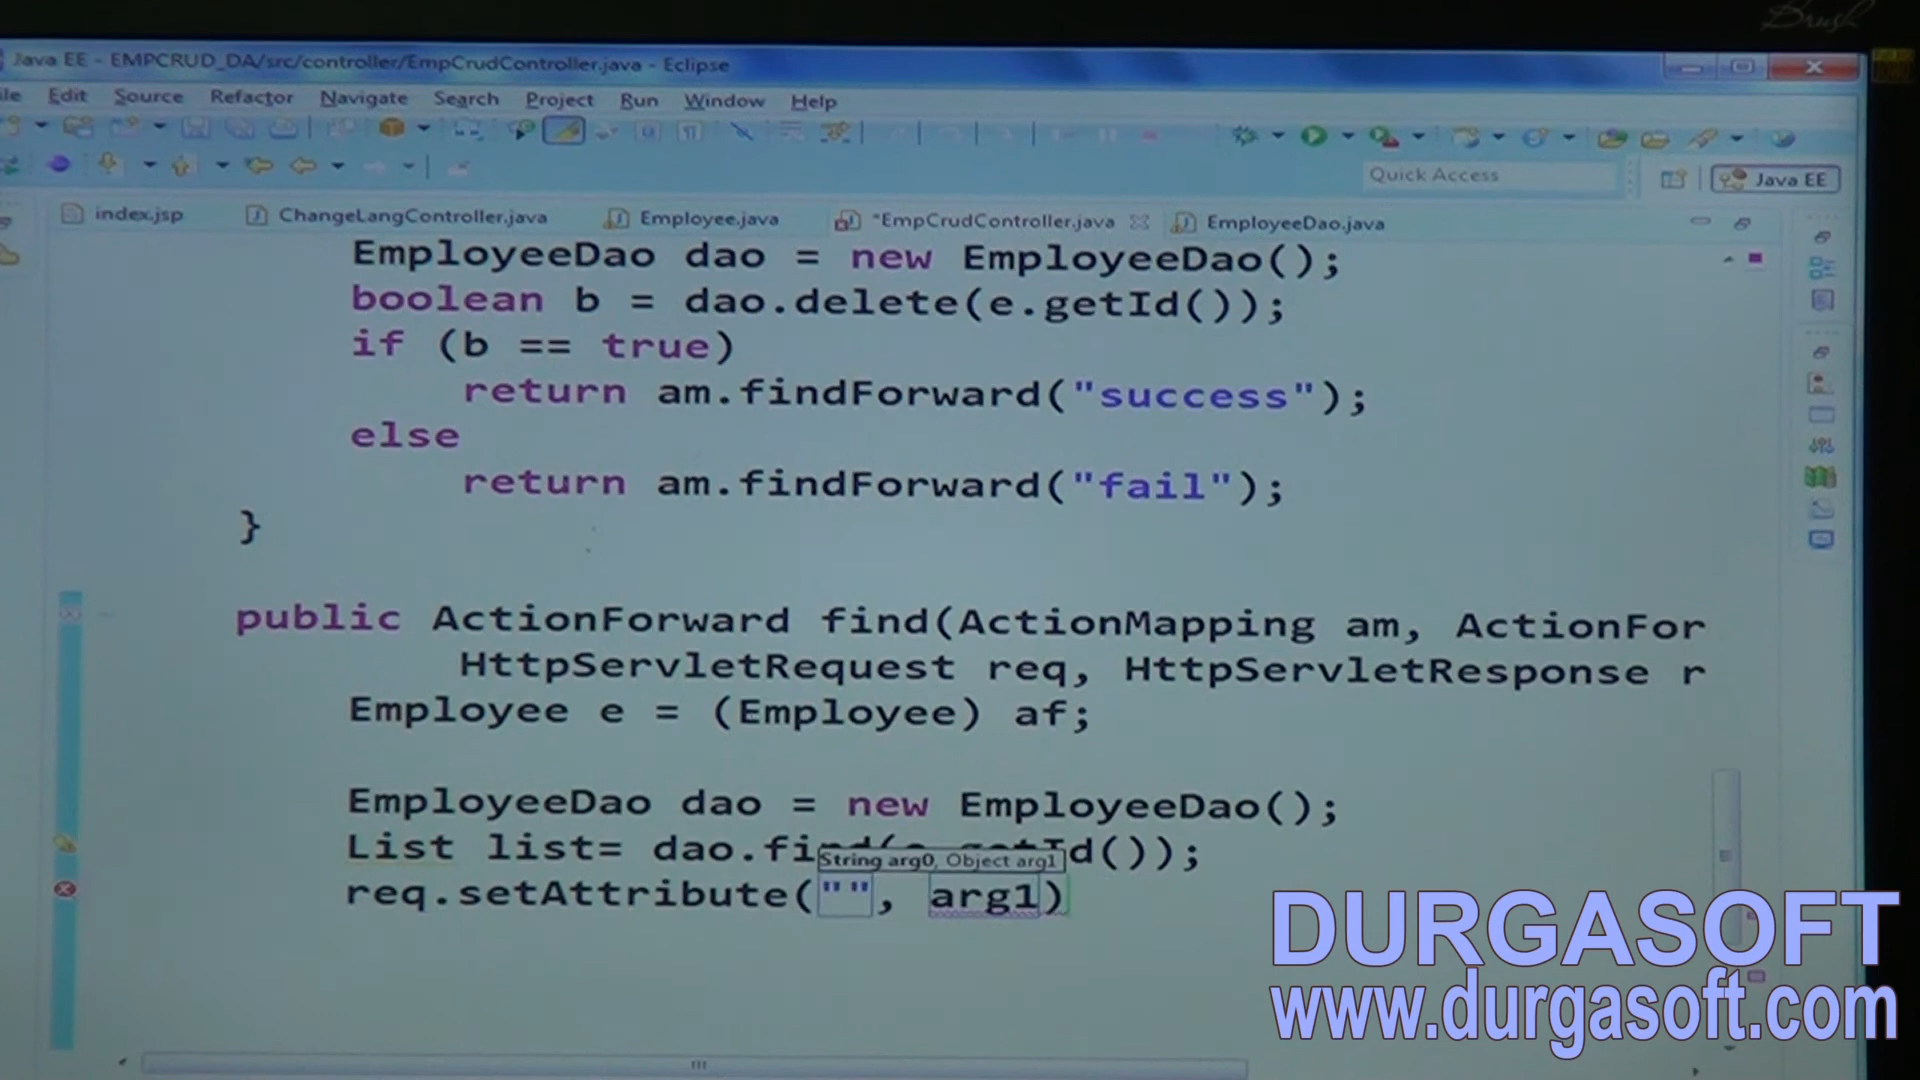 Brush
Java EE - EMPCRUD_DA/src/controller/EmpCrudController.java - Eclipse
Edit Source Refactor Navigate Search Project Run Window Help
Quick Access
Java EE
index.jsp ChangeLangController.java Employee.java *EmpCrudController.java EmployeeDao.java
EmployeeDao dao = new EmployeeDao();
boolean b = dao.delete(e.getId());
if (b == true)
return am.findForward("success");
else
return am.findForward("fail");
}
public ActionForward find(ActionMapping am, ActionFor
HttpServletRequest req, HttpServletResponse r
Employee e = (Employee) af;
EmployeeDao dao = new EmployeeDao();
List list= dao.find(e.getId());
String arg0, Object arg1
req.setAttribute("", arg1)
DURGASOFT
www.durgasoft.com